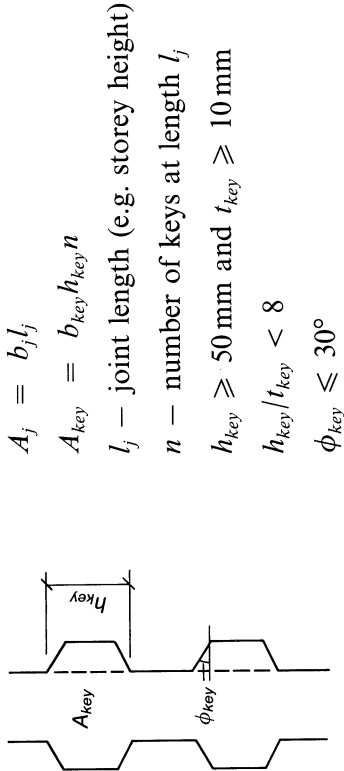 A_j = b_j l_j
A_key = b_key h_key n
l_j — joint length (e.g. storey height)
n — number of keys at length l_j
h_key ⩾ 50 mm and t_key ⩾ 10 mm
h_key / t_key < 8
ϕ_key ⩽ 30°
h_key
A_key
ϕ_key